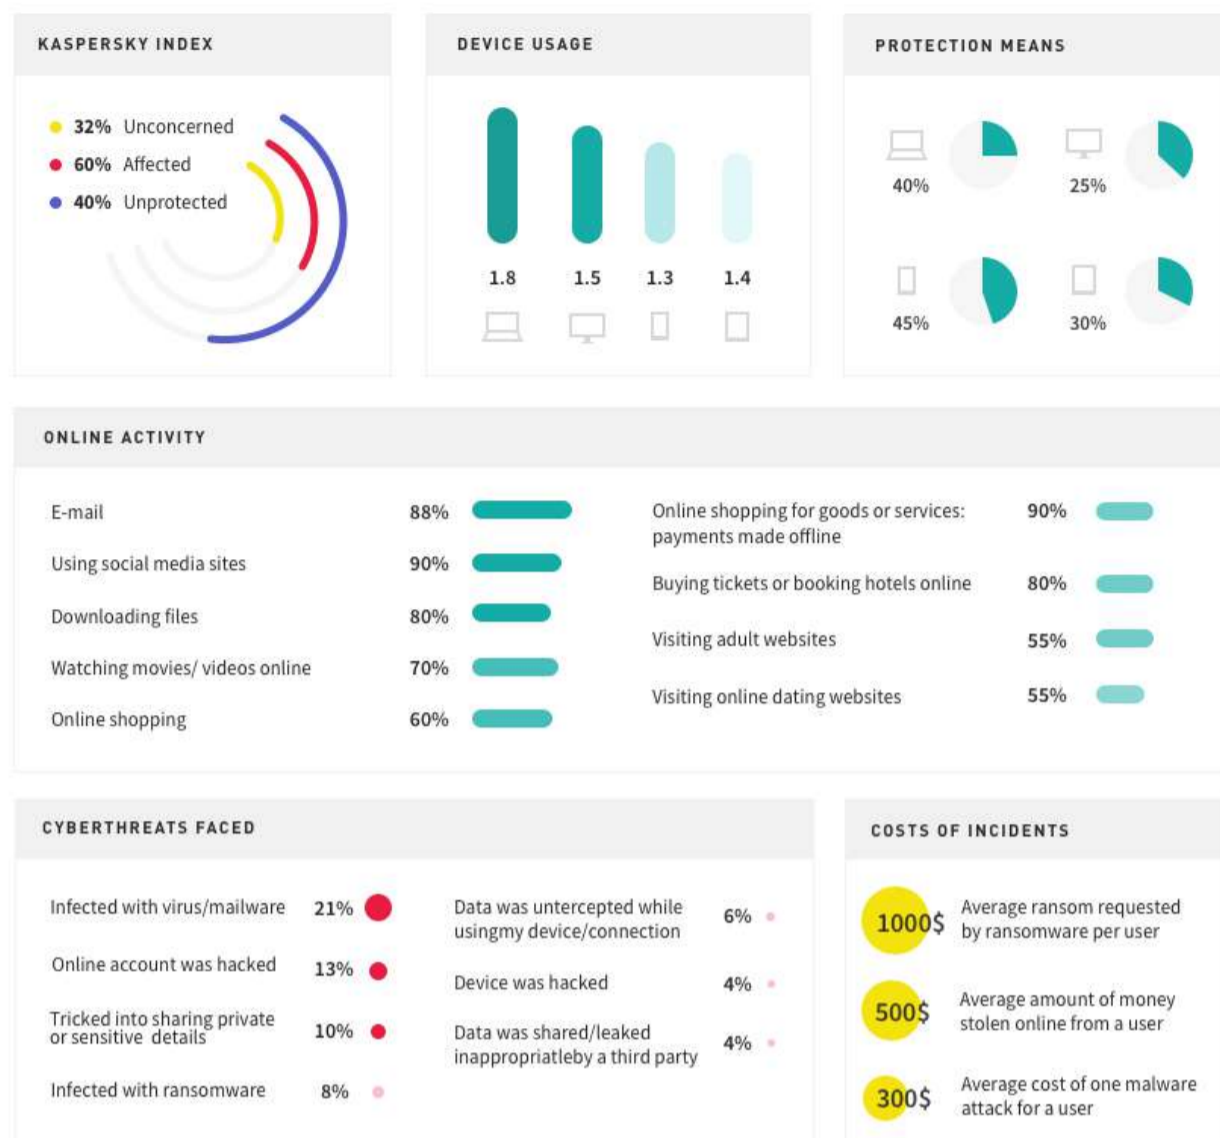 KASPERSKY INDEX
32% Unconcerned
60% Affected
40% Unprotected
DEVICE USAGE
1.8 1.5 1.3 1.4
PROTECTION MEANS
40% 25%
45% 30%
ONLINE ACTIVITY
E-mail 88%
Using social media sites 90%
Downloading files 80%
Watching movies/ videos online 70%
Online shopping 60%
Online shopping for goods or services: 90%
payments made offline
Buying tickets or booking hotels online 80%
Visiting adult websites 55%
Visiting online dating websites 55%
CYBERTHREATS FACED
Infected with virus/mailware 21%
Online account was hacked 13%
Tricked into sharing private
or sensitive details 10%
Infected with ransomware 8%
Data was untercepted while
usingmy device/connection 6%
Device was hacked 4%
Data was shared/leaked
inappropriatleby a third party 4%
COSTS OF INCIDENTS
1000$ Average ransom requested
by ransomware per user
500$ Average amount of money
stolen online from a user
300$ Average cost of one malware
attack for a user